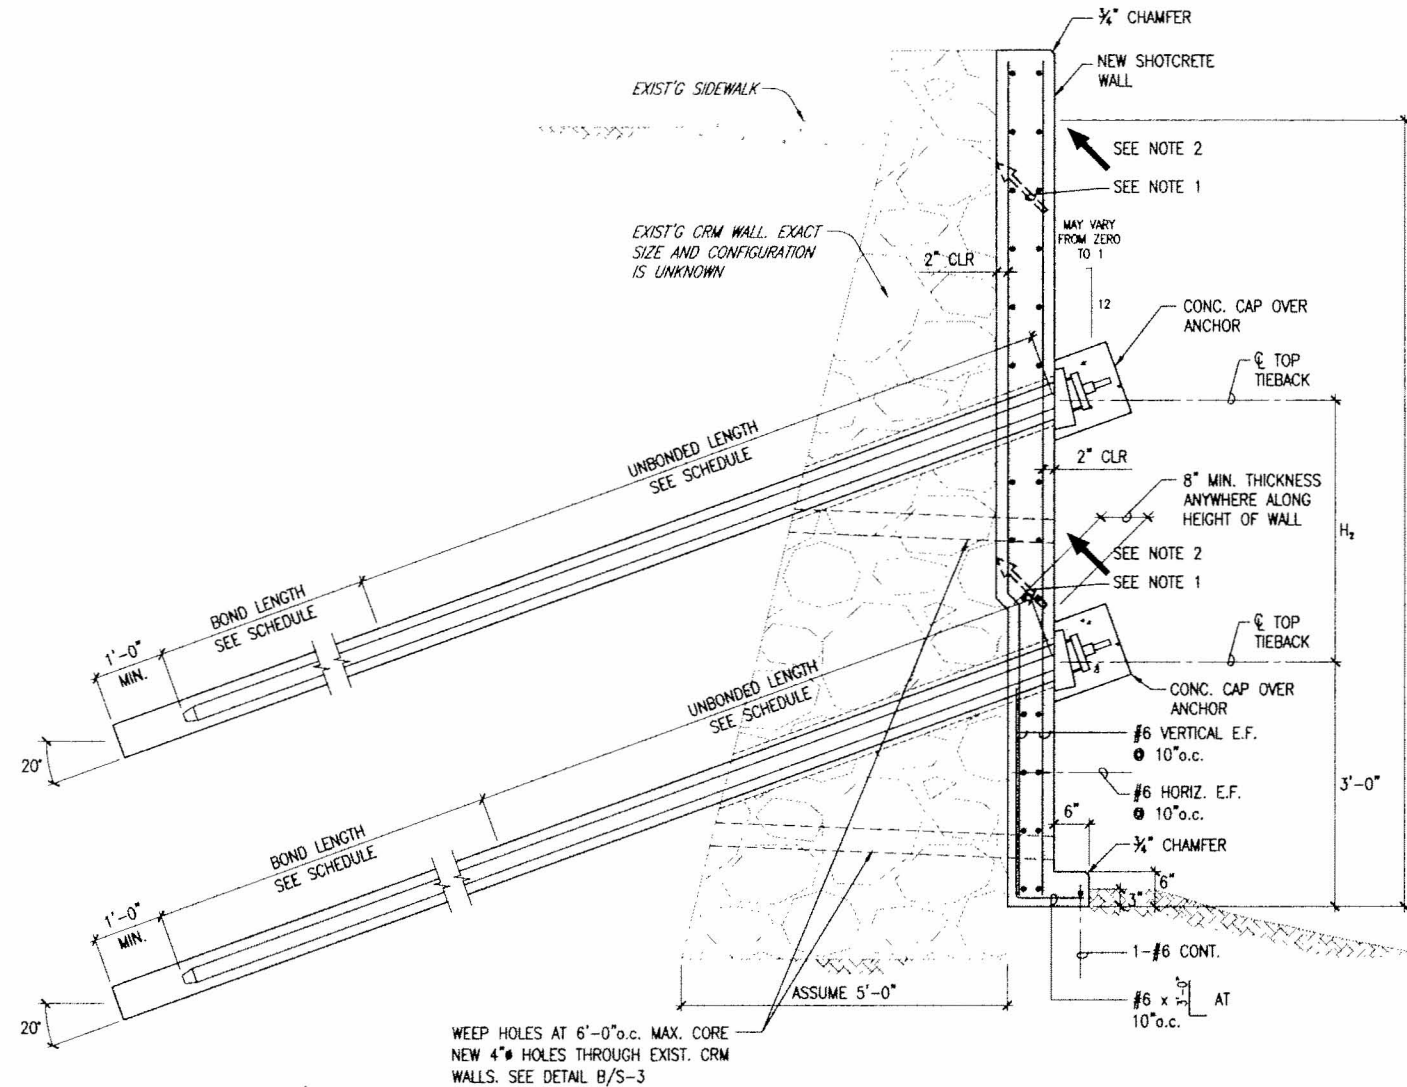 ¾" CHAMFER
NEW SHOTCRETE
WALL
EXIST'G SIDEWALK
SEE NOTE 2
SEE NOTE 1
EXIST'G CRM WALL. EXACT
SIZE AND CONFIGURATION
IS UNKNOWN
MAY VARY
FROM ZERO
TO 1
12
2" CLR
CONC. CAP OVER
ANCHOR
℄ TOP
TIEBACK
UNBONDED LENGTH
SEE SCHEDULE
2" CLR
8" MIN. THICKNESS
ANYWHERE ALONG
HEIGHT OF WALL
H₂
SEE NOTE 2
SEE NOTE 1
BOND LENGTH
SEE SCHEDULE
1'-0"
MIN.
20°
℄ TOP
TIEBACK
UNBONDED LENGTH
SEE SCHEDULE
CONC. CAP OVER
ANCHOR
#6 VERTICAL E.F.
@ 10"o.c.
#6 HORIZ. E.F.
@ 10"o.c.
3'-0"
6"
¾" CHAMFER
6"
3"
BOND LENGTH
SEE SCHEDULE
1'-0"
MIN.
20°
1-#6 CONT.
ASSUME 5'-0"
#6 x 3'-0" AT
10"o.c.
WEEP HOLES AT 6'-0"o.c. MAX. CORE
NEW 4"ø HOLES THROUGH EXIST. CRM
WALLS. SEE DETAIL B/S-3